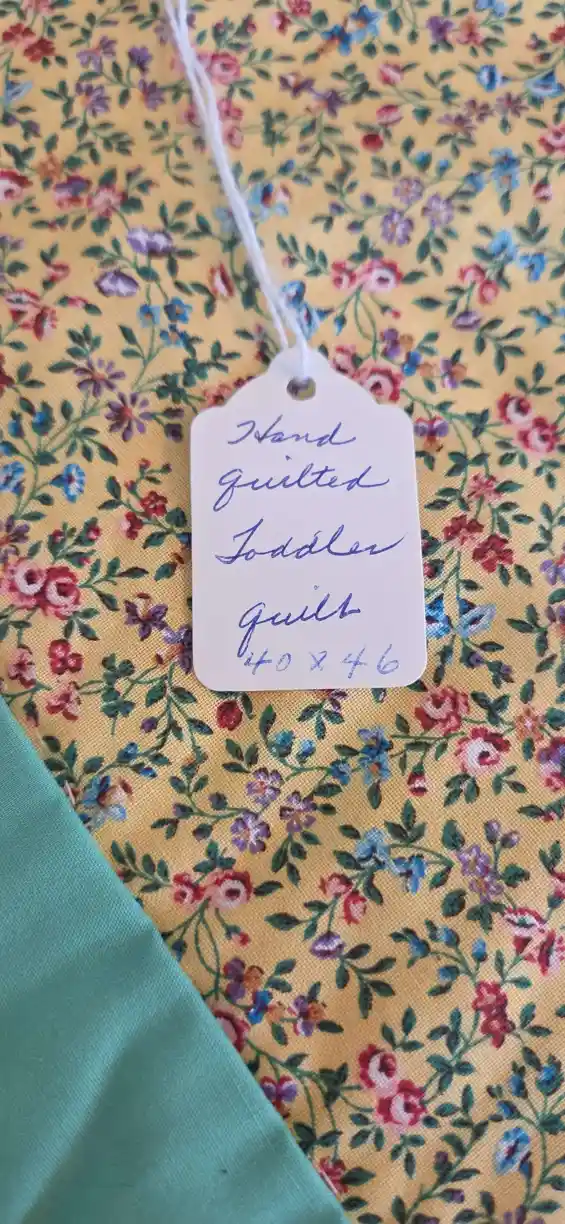 Hand
quilted
Toddler
quilt
40 x 46